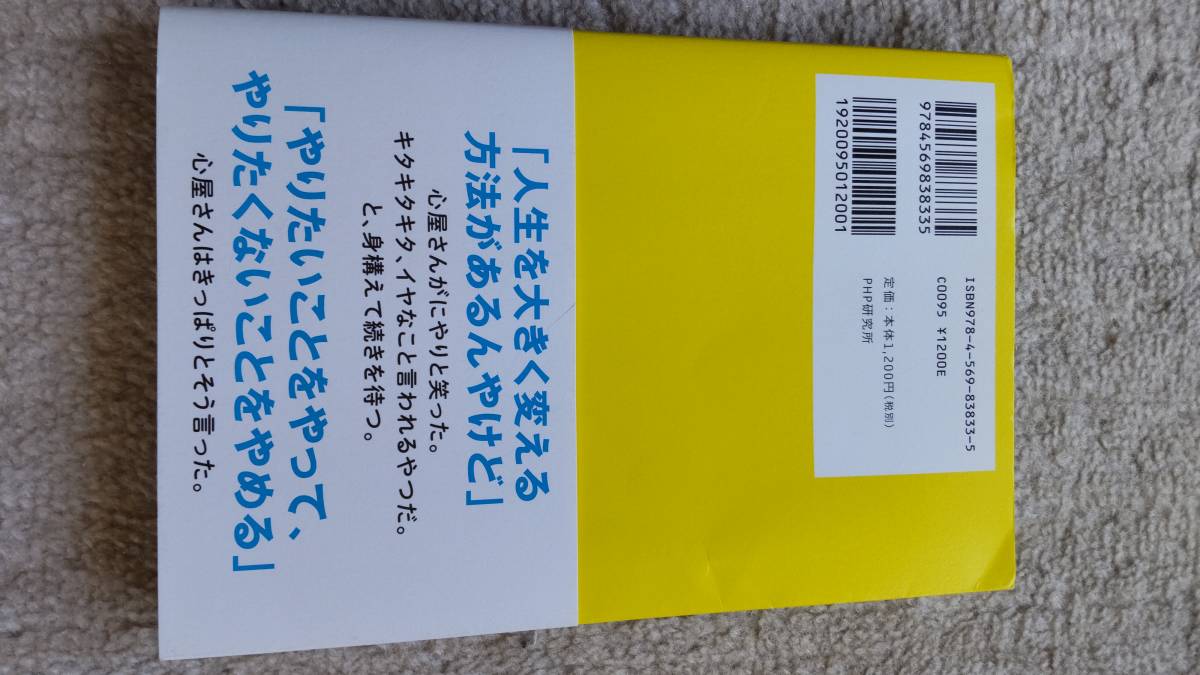 9784569838335
1920095012001
ISBN978-4-569-83833-5
C0095 ¥1200E
定価：本体1,200円(税別)
PHP研究所
「人生を大きく変える
方法があるんやけど」
心屋さんがにやりと笑った。
キタキタキタ、イヤなこと言われるやつだ。
と、身構えて続きを待つ。
「やりたいことをやって、
やりたくないことをやめる」
心屋さんはきっぱりとそう言った。